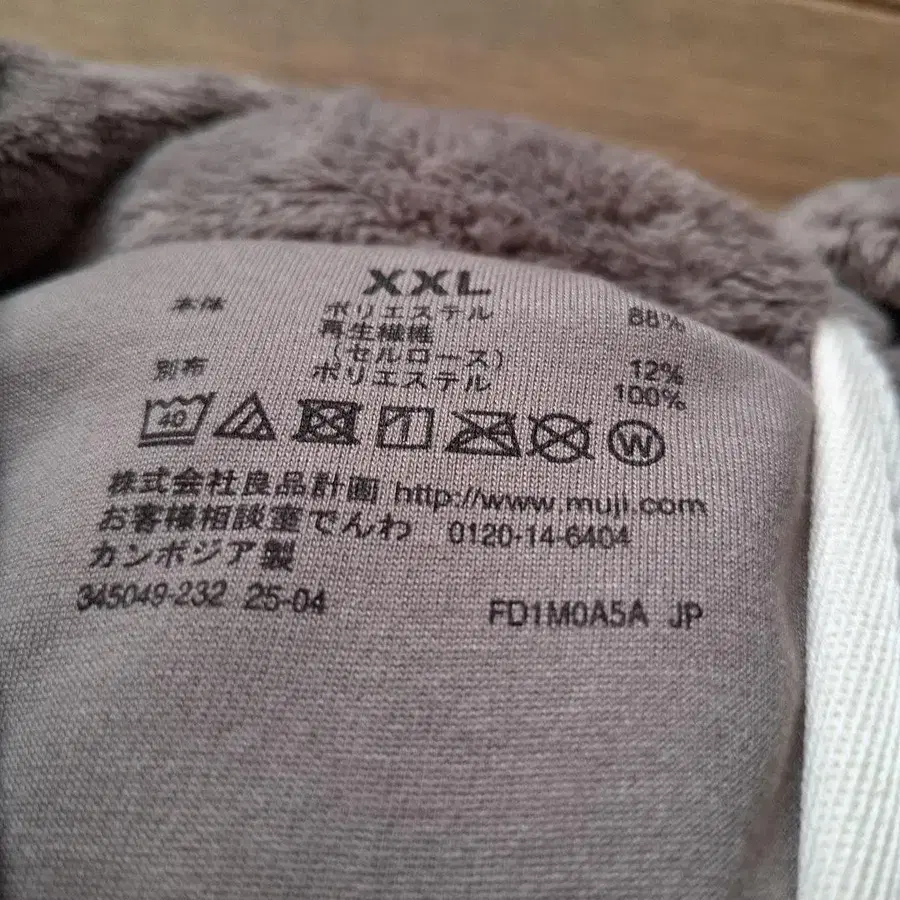 XXL
本体 ポリエステル 88%
再生繊維
(セルロース) 12%
別布 ポリエステル 100%
40 W
株式会社良品計画 http://www.muji.com
お客様相談室でんわ 0120-14-6404
カンボジア製
345049-232 25-04 FD1M0A5A JP